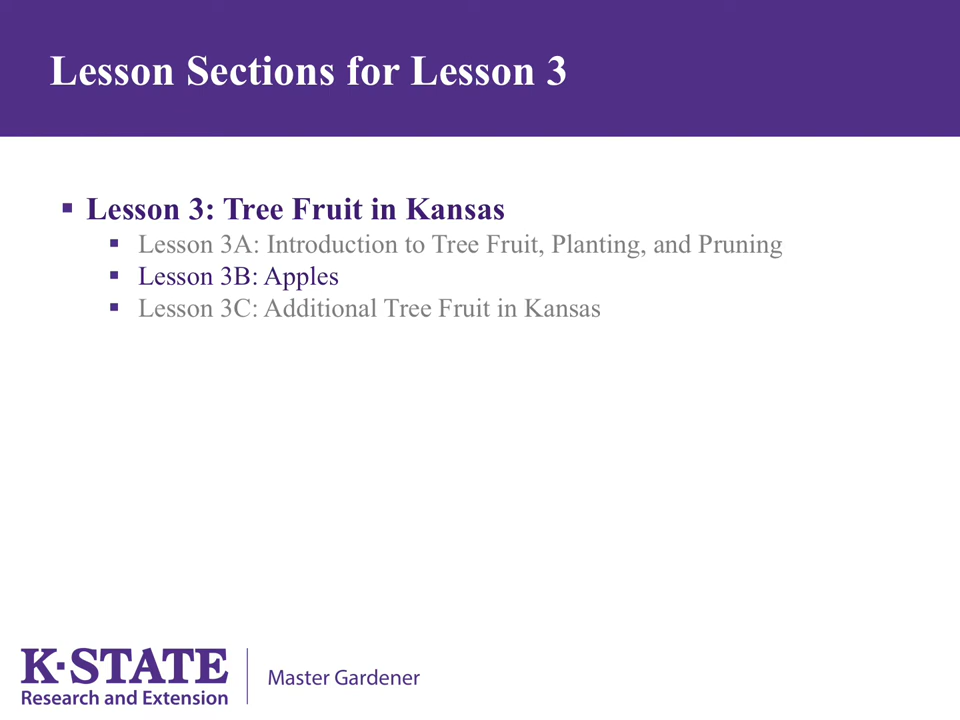 Lesson Sections for Lesson 3
▪ Lesson 3: Tree Fruit in Kansas
▪ Lesson 3A: Introduction to Tree Fruit, Planting, and Pruning
▪ Lesson 3B: Apples
▪ Lesson 3C: Additional Tree Fruit in Kansas
K·STATE
Research and Extension
Master Gardener